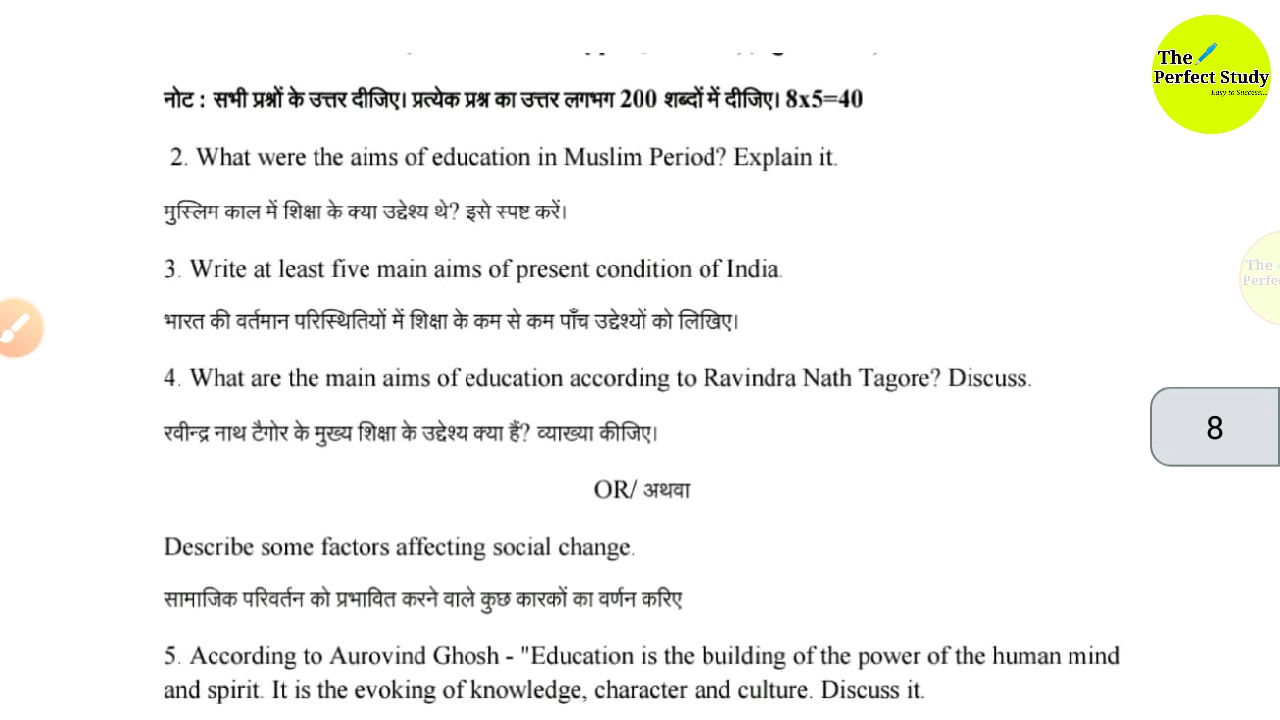 The
Perfect Study
Easy to Success...
नोट : सभी प्रश्नों के उत्तर दीजिए। प्रत्येक प्रश्न का उत्तर लगभग 200 शब्दों में दीजिए। 8x5=40
2. What were the aims of education in Muslim Period? Explain it.
मुस्लिम काल में शिक्षा के क्या उद्देश्य थे? इसे स्पष्ट करें।
3. Write at least five main aims of present condition of India.
The
Perfe
भारत की वर्तमान परिस्थितियों में शिक्षा के कम से कम पाँच उद्देश्यों को लिखिए।
4. What are the main aims of education according to Ravindra Nath Tagore? Discuss.
रवीन्द्र नाथ टैगोर के मुख्य शिक्षा के उद्देश्य क्या हैं? व्याख्या कीजिए।
8
OR/ अथवा
Describe some factors affecting social change.
सामाजिक परिवर्तन को प्रभावित करने वाले कुछ कारकों का वर्णन करिए
5. According to Aurovind Ghosh - "Education is the building of the power of the human mind
and spirit. It is the evoking of knowledge, character and culture. Discuss it.